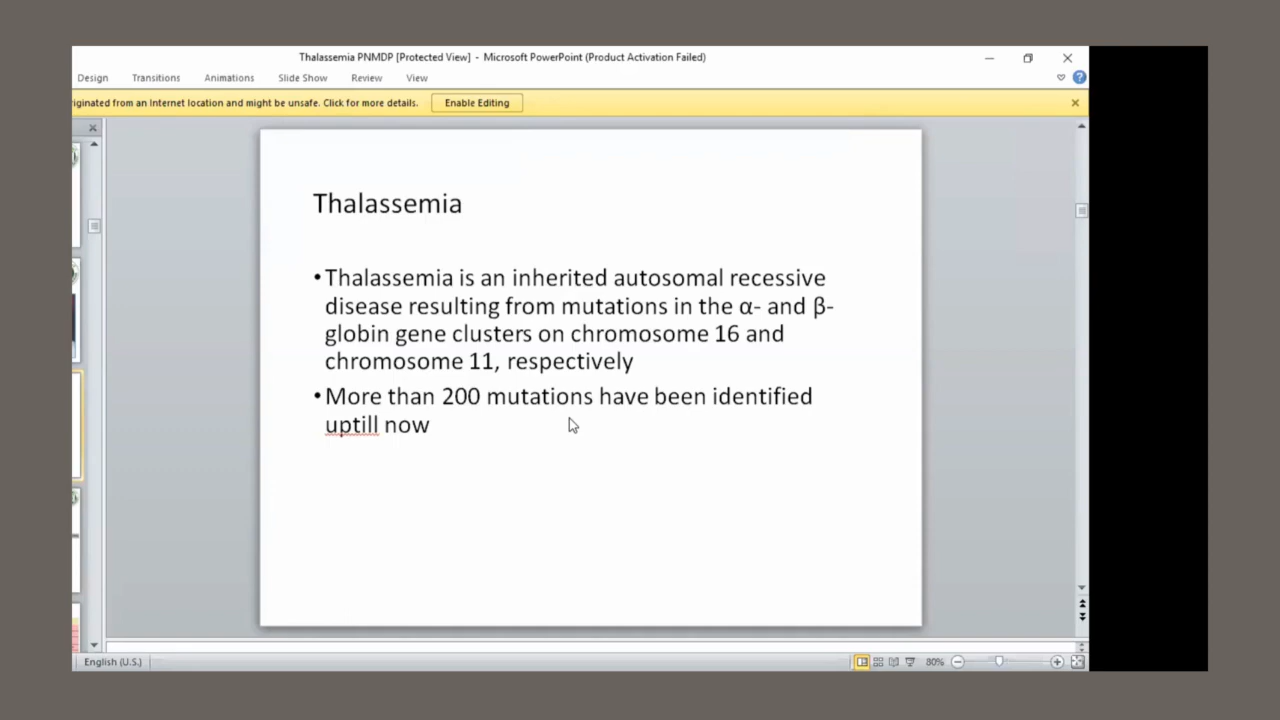 Thalassemia PNMDP [Protected View] - Microsoft PowerPoint (Product Activation Failed)
Design Transitions Animations Slide Show Review View
iginated from an Internet location and might be unsafe. Click for more details. Enable Editing
Thalassemia
•Thalassemia is an inherited autosomal recessive
disease resulting from mutations in the α- and β-
globin gene clusters on chromosome 16 and
chromosome 11, respectively
•More than 200 mutations have been identified
uptill now
English (U.S.) 80%